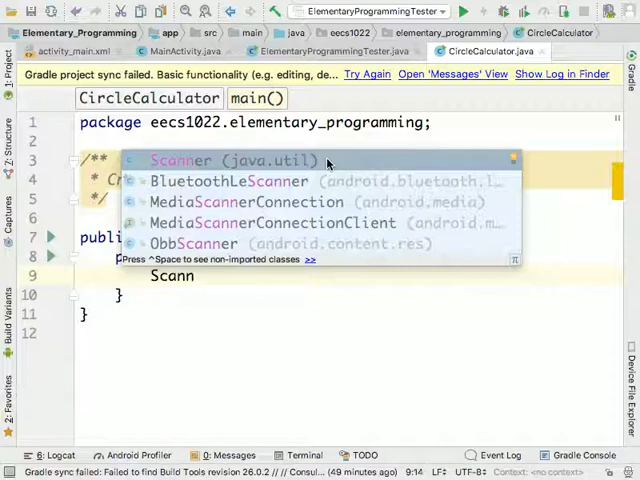 Elementary_Programming app src java eecs1022 elementary_programming CircleCalculator
ElementaryProgrammingTester
activity_main.xml MainActivity.java ElementaryProgrammingTester.java CircleCalculator.java
Gradle project sync failed. Basic functionality (e.g. editing, de... Try Again Open 'Messages' View Show Log in Finder
CircleCalculator main()
1 package eecs1022.elementary_programming;
2
3 /**
4 * C
5 */
6
7 publi
8 p
9 Scann
10 }
11 }
12
Scanner (java.util)
BluetoothLeScanner (android.bluetooth.l...
MediaScannerConnection (android.media)
MediaScannerConnectionClient (android.m...
ObbScanner (android.content.res)
Press ^Space to see non-imported classes >>
1: Project
7: Structure
Captures
Build Variants
2: Favorites
Gradle
Device File Explorer
6: Logcat Android Profiler 0: Messages Terminal TODO Event Log Gradle Console
Gradle sync failed: Failed to find Build Tools revision 26.0.2 // // Consul... (49 minutes ago) 9:14 LF÷ UTF-8÷ Context: <no context>